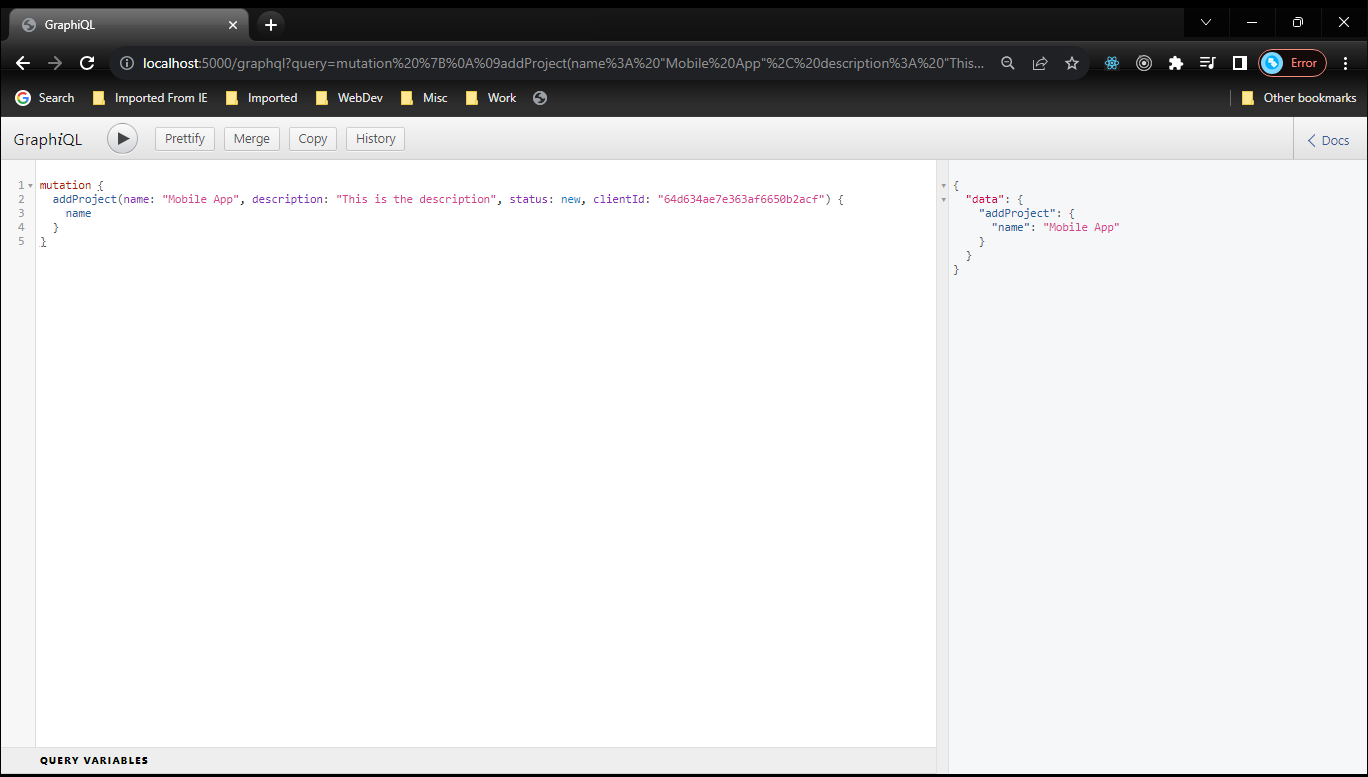 GraphiQL
localhost:5000/graphql?query=mutation%20%7B%0A%09addProject(name%3A%20"Mobile%20App"%2C%20description%3A%20"This... Error
Search Imported From IE Imported WebDev Misc Work Other bookmarks
GraphiQL Prettify Merge Copy History Docs
1 mutation {
2 addProject(name: "Mobile App", description: "This is the description", status: new, clientId: "64d634ae7e363af6650b2acf") {
3 name
4 }
5 }
{
"data": {
"addProject": {
"name": "Mobile App"
}
}
}
QUERY VARIABLES